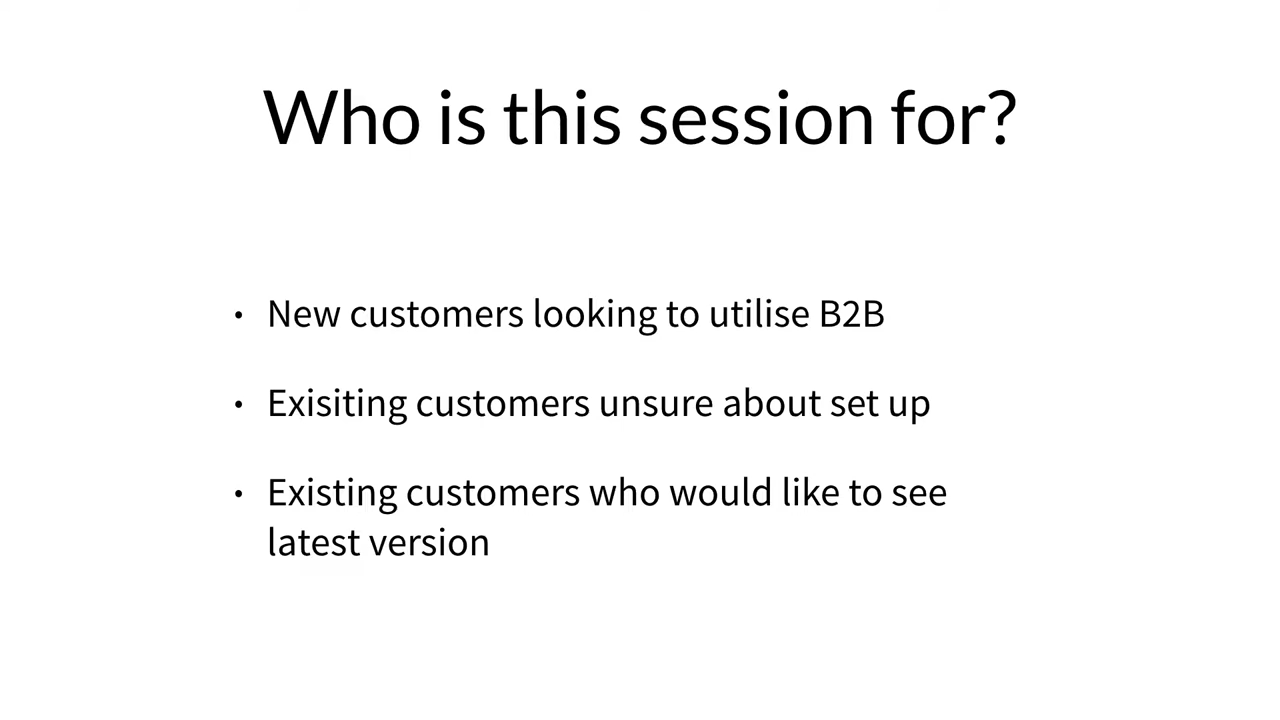 Who is this session for?
• New customers looking to utilise B2B
• Exisiting customers unsure about set up
• Existing customers who would like to see
latest version